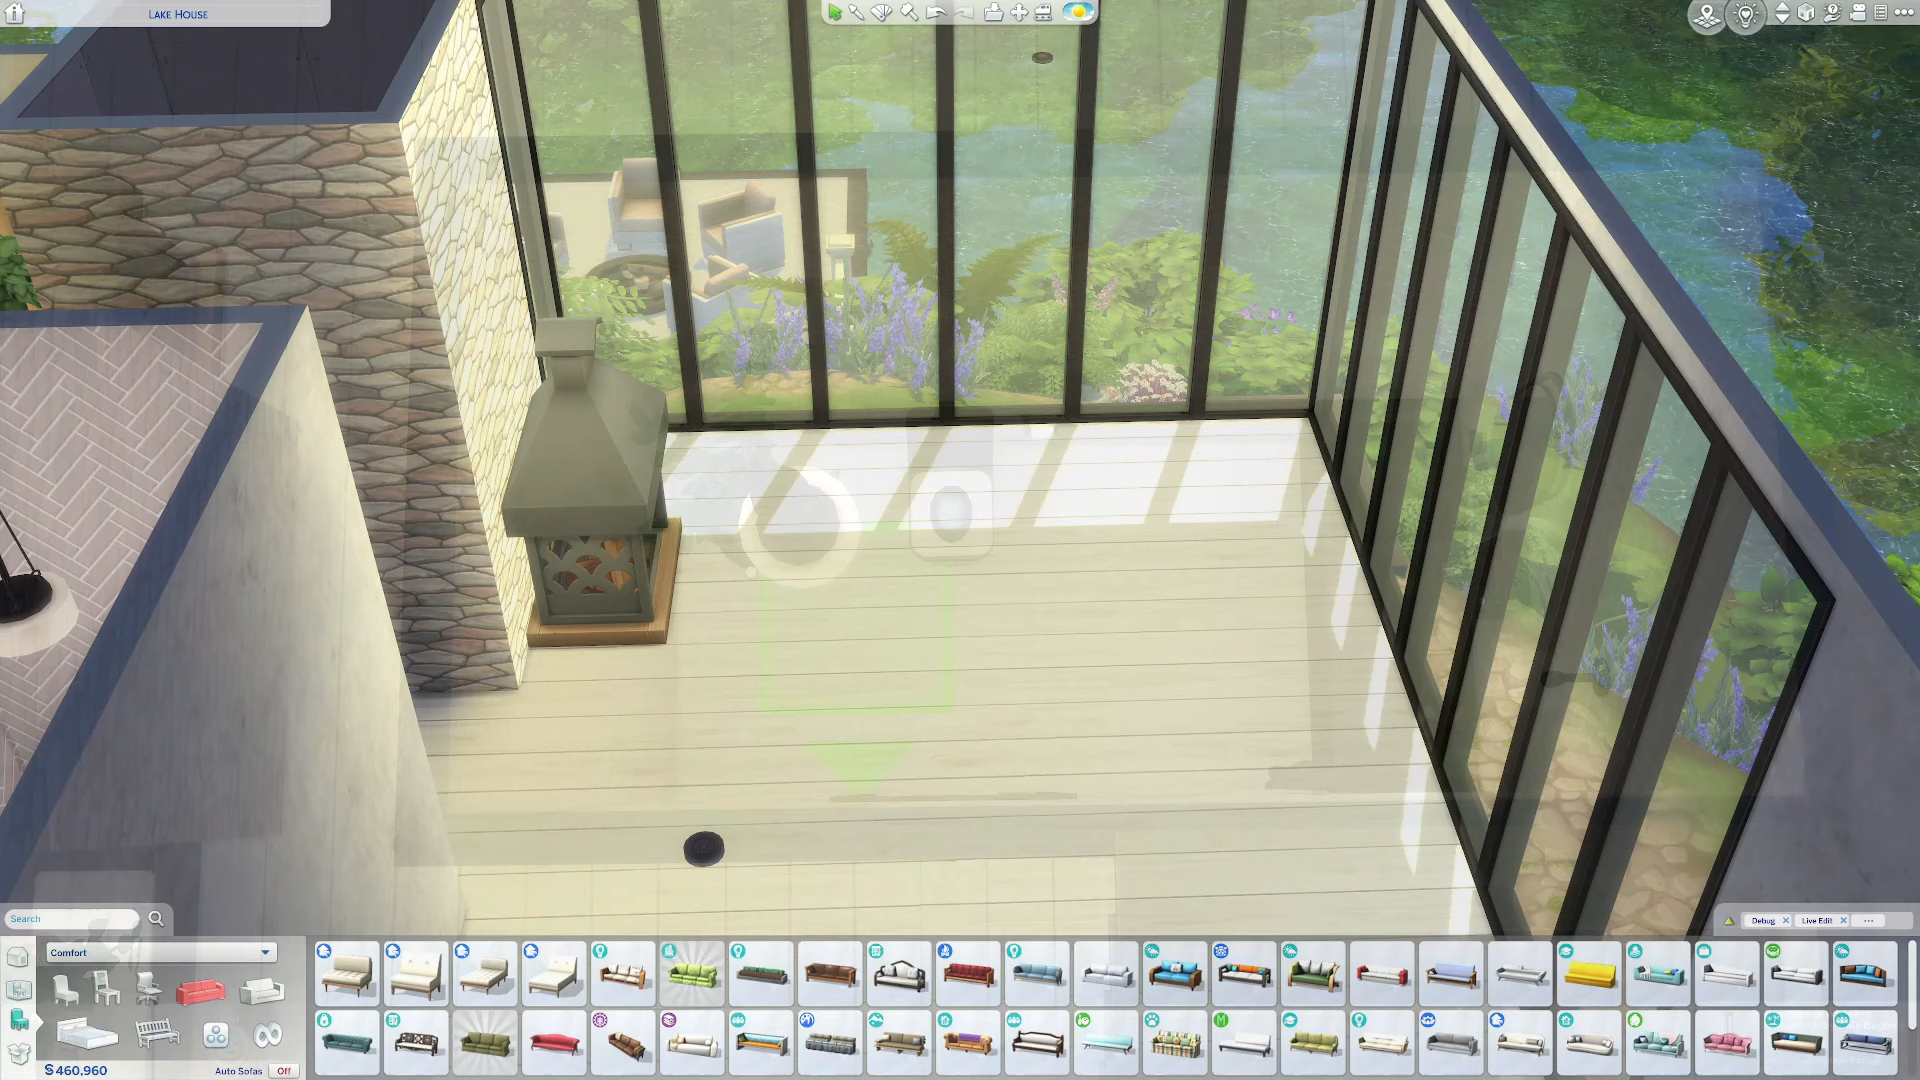 LAKE HOUSE
Search
Debug
Live Edit
Comfort
§460,960
Auto Sofas
Off